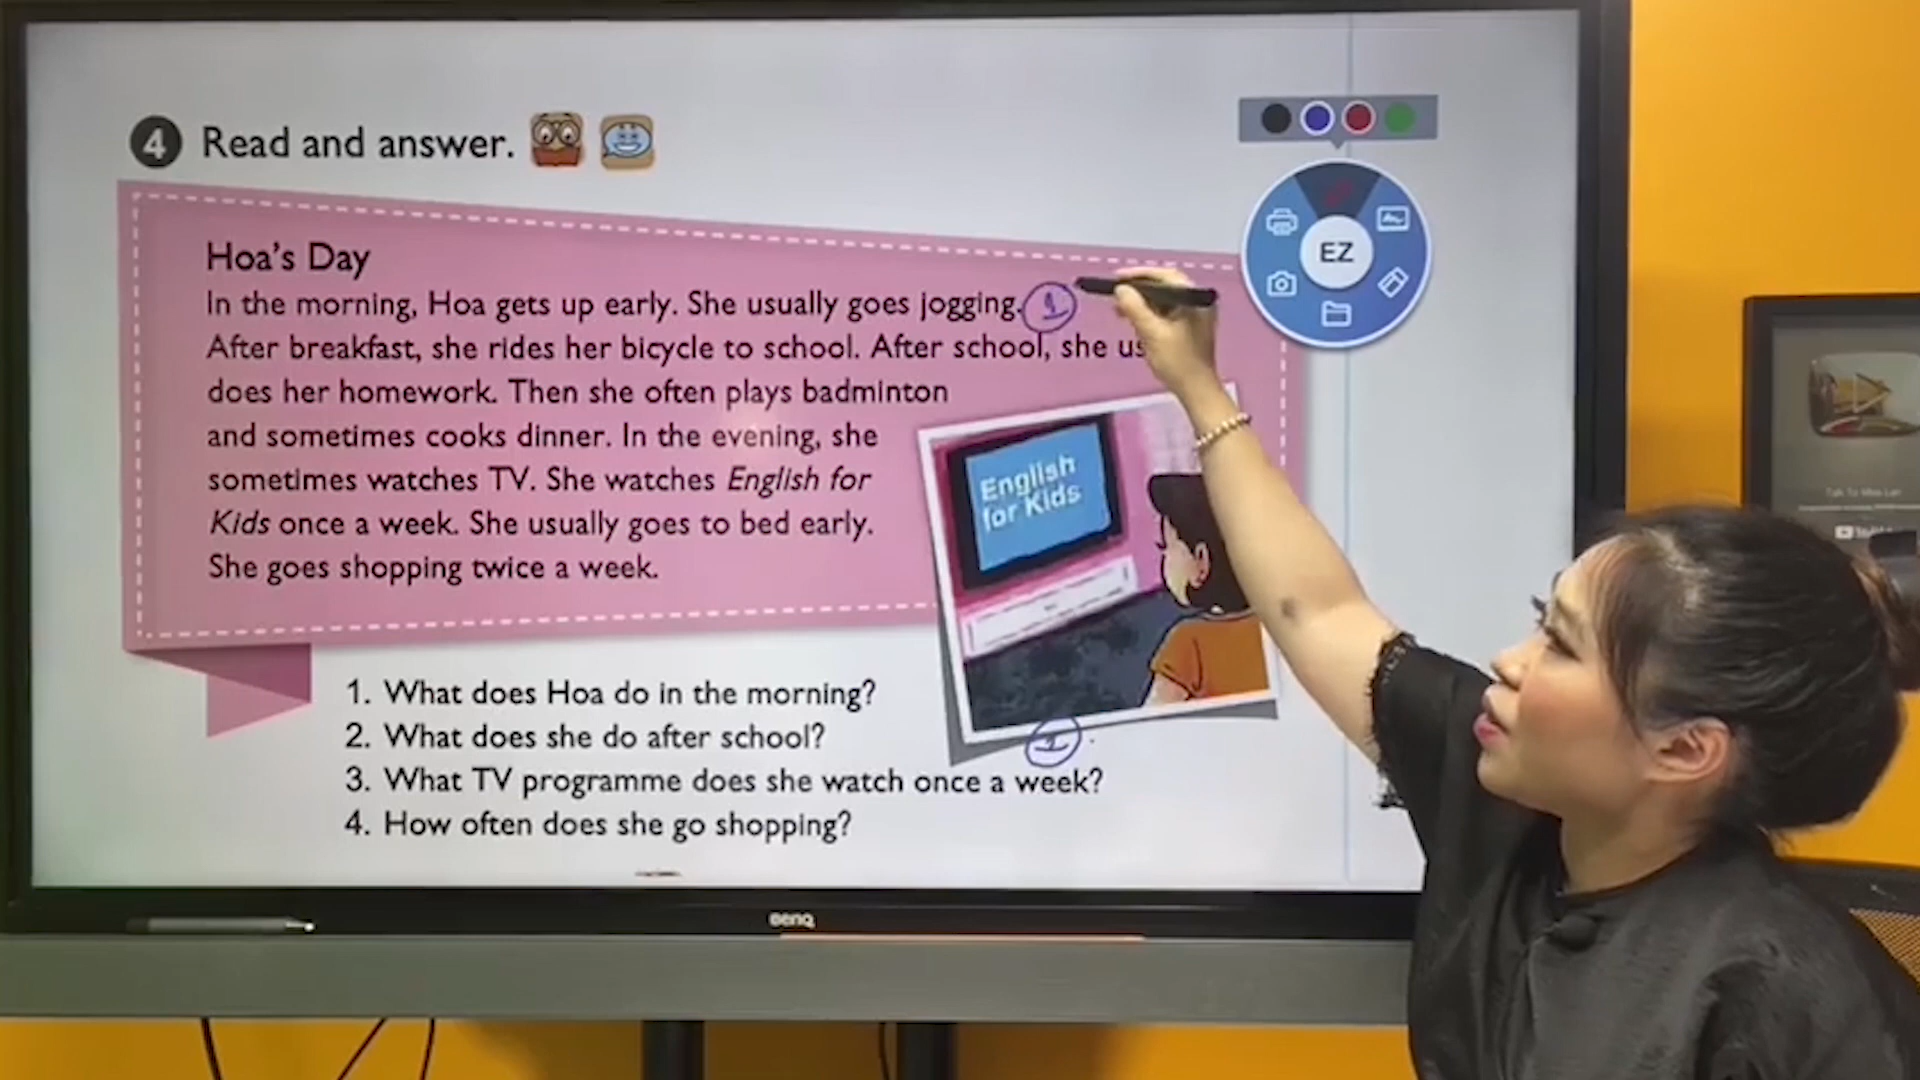 4 Read and answer.
EZ
Hoa's Day
In the morning, Hoa gets up early. She usually goes jogging. 1
After breakfast, she rides her bicycle to school. After school, she us
does her homework. Then she often plays badminton
and sometimes cooks dinner. In the evening, she
sometimes watches TV. She watches English for
Kids once a week. She usually goes to bed early.
She goes shopping twice a week.
English
for Kids
1. What does Hoa do in the morning?
2. What does she do after school?
3. What TV programme does she watch once a week?
4. How often does she go shopping?
BenQ